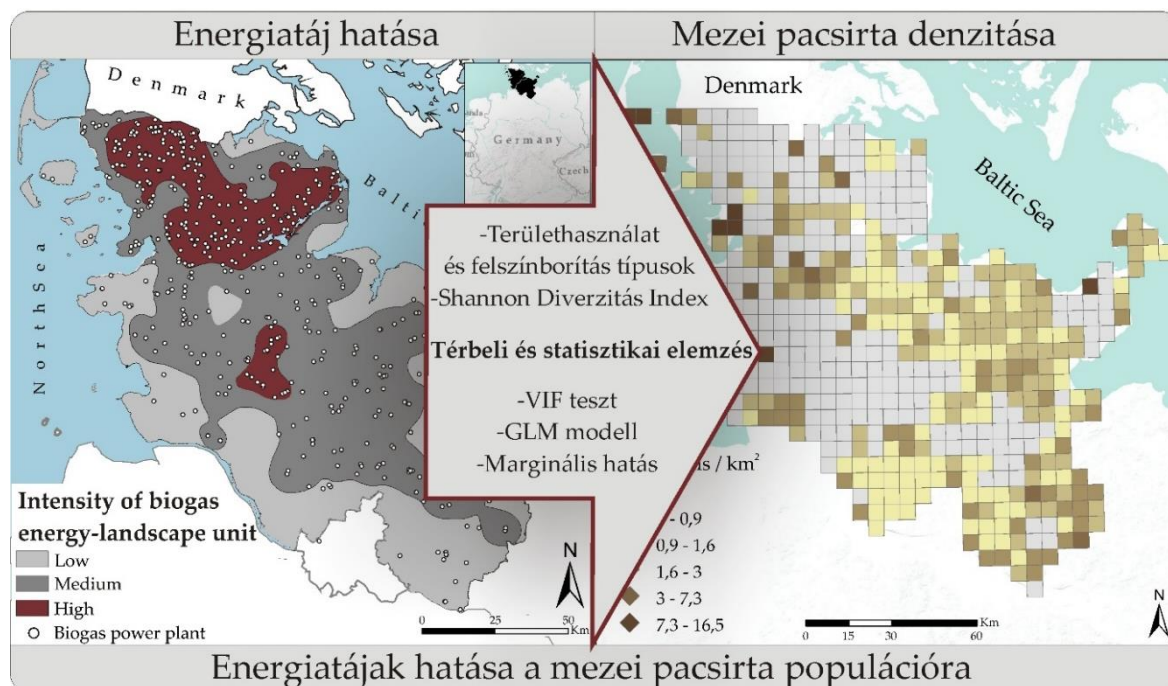 Energiatáj hatása
Mezei pacsirta denzitása
Denmark
Germany
Czech
North Sea
Balti
-Területhasználat
és felszínborítás típusok
-Shannon Diverzitás Index
Térbeli és statisztikai elemzés
-VIF teszt
-GLM modell
-Marginális hatás
Intensity of biogas
energy-landscape unit
Low
Medium
High
Biogas power plant
N
0 25 50
Km
Denmark
Baltic Sea
/ km²
0,9
0,9 - 1,6
1,6 - 3
3 - 7,3
7,3 - 16,5
Km
0 15 30 60
N
Energiatájak hatása a mezei pacsirta populációra